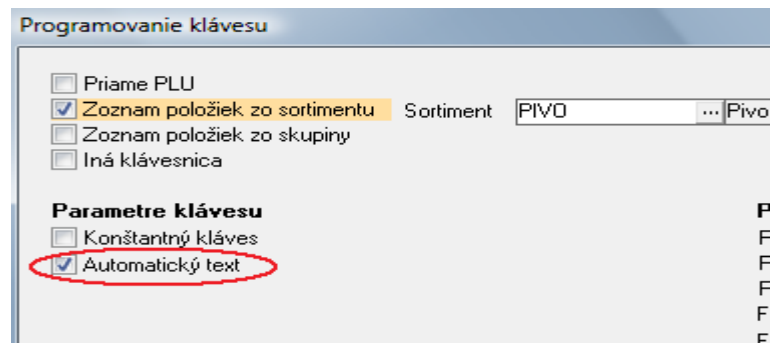 Programovanie klávesu
Priame PLU
Zoznam položiek zo sortimentu Sortiment PIVO ... Pivo
Zoznam položiek zo skupiny
Iná klávesnica
Parametre klávesu P
Konštantný kláves F
Automatický text F
F
F
F